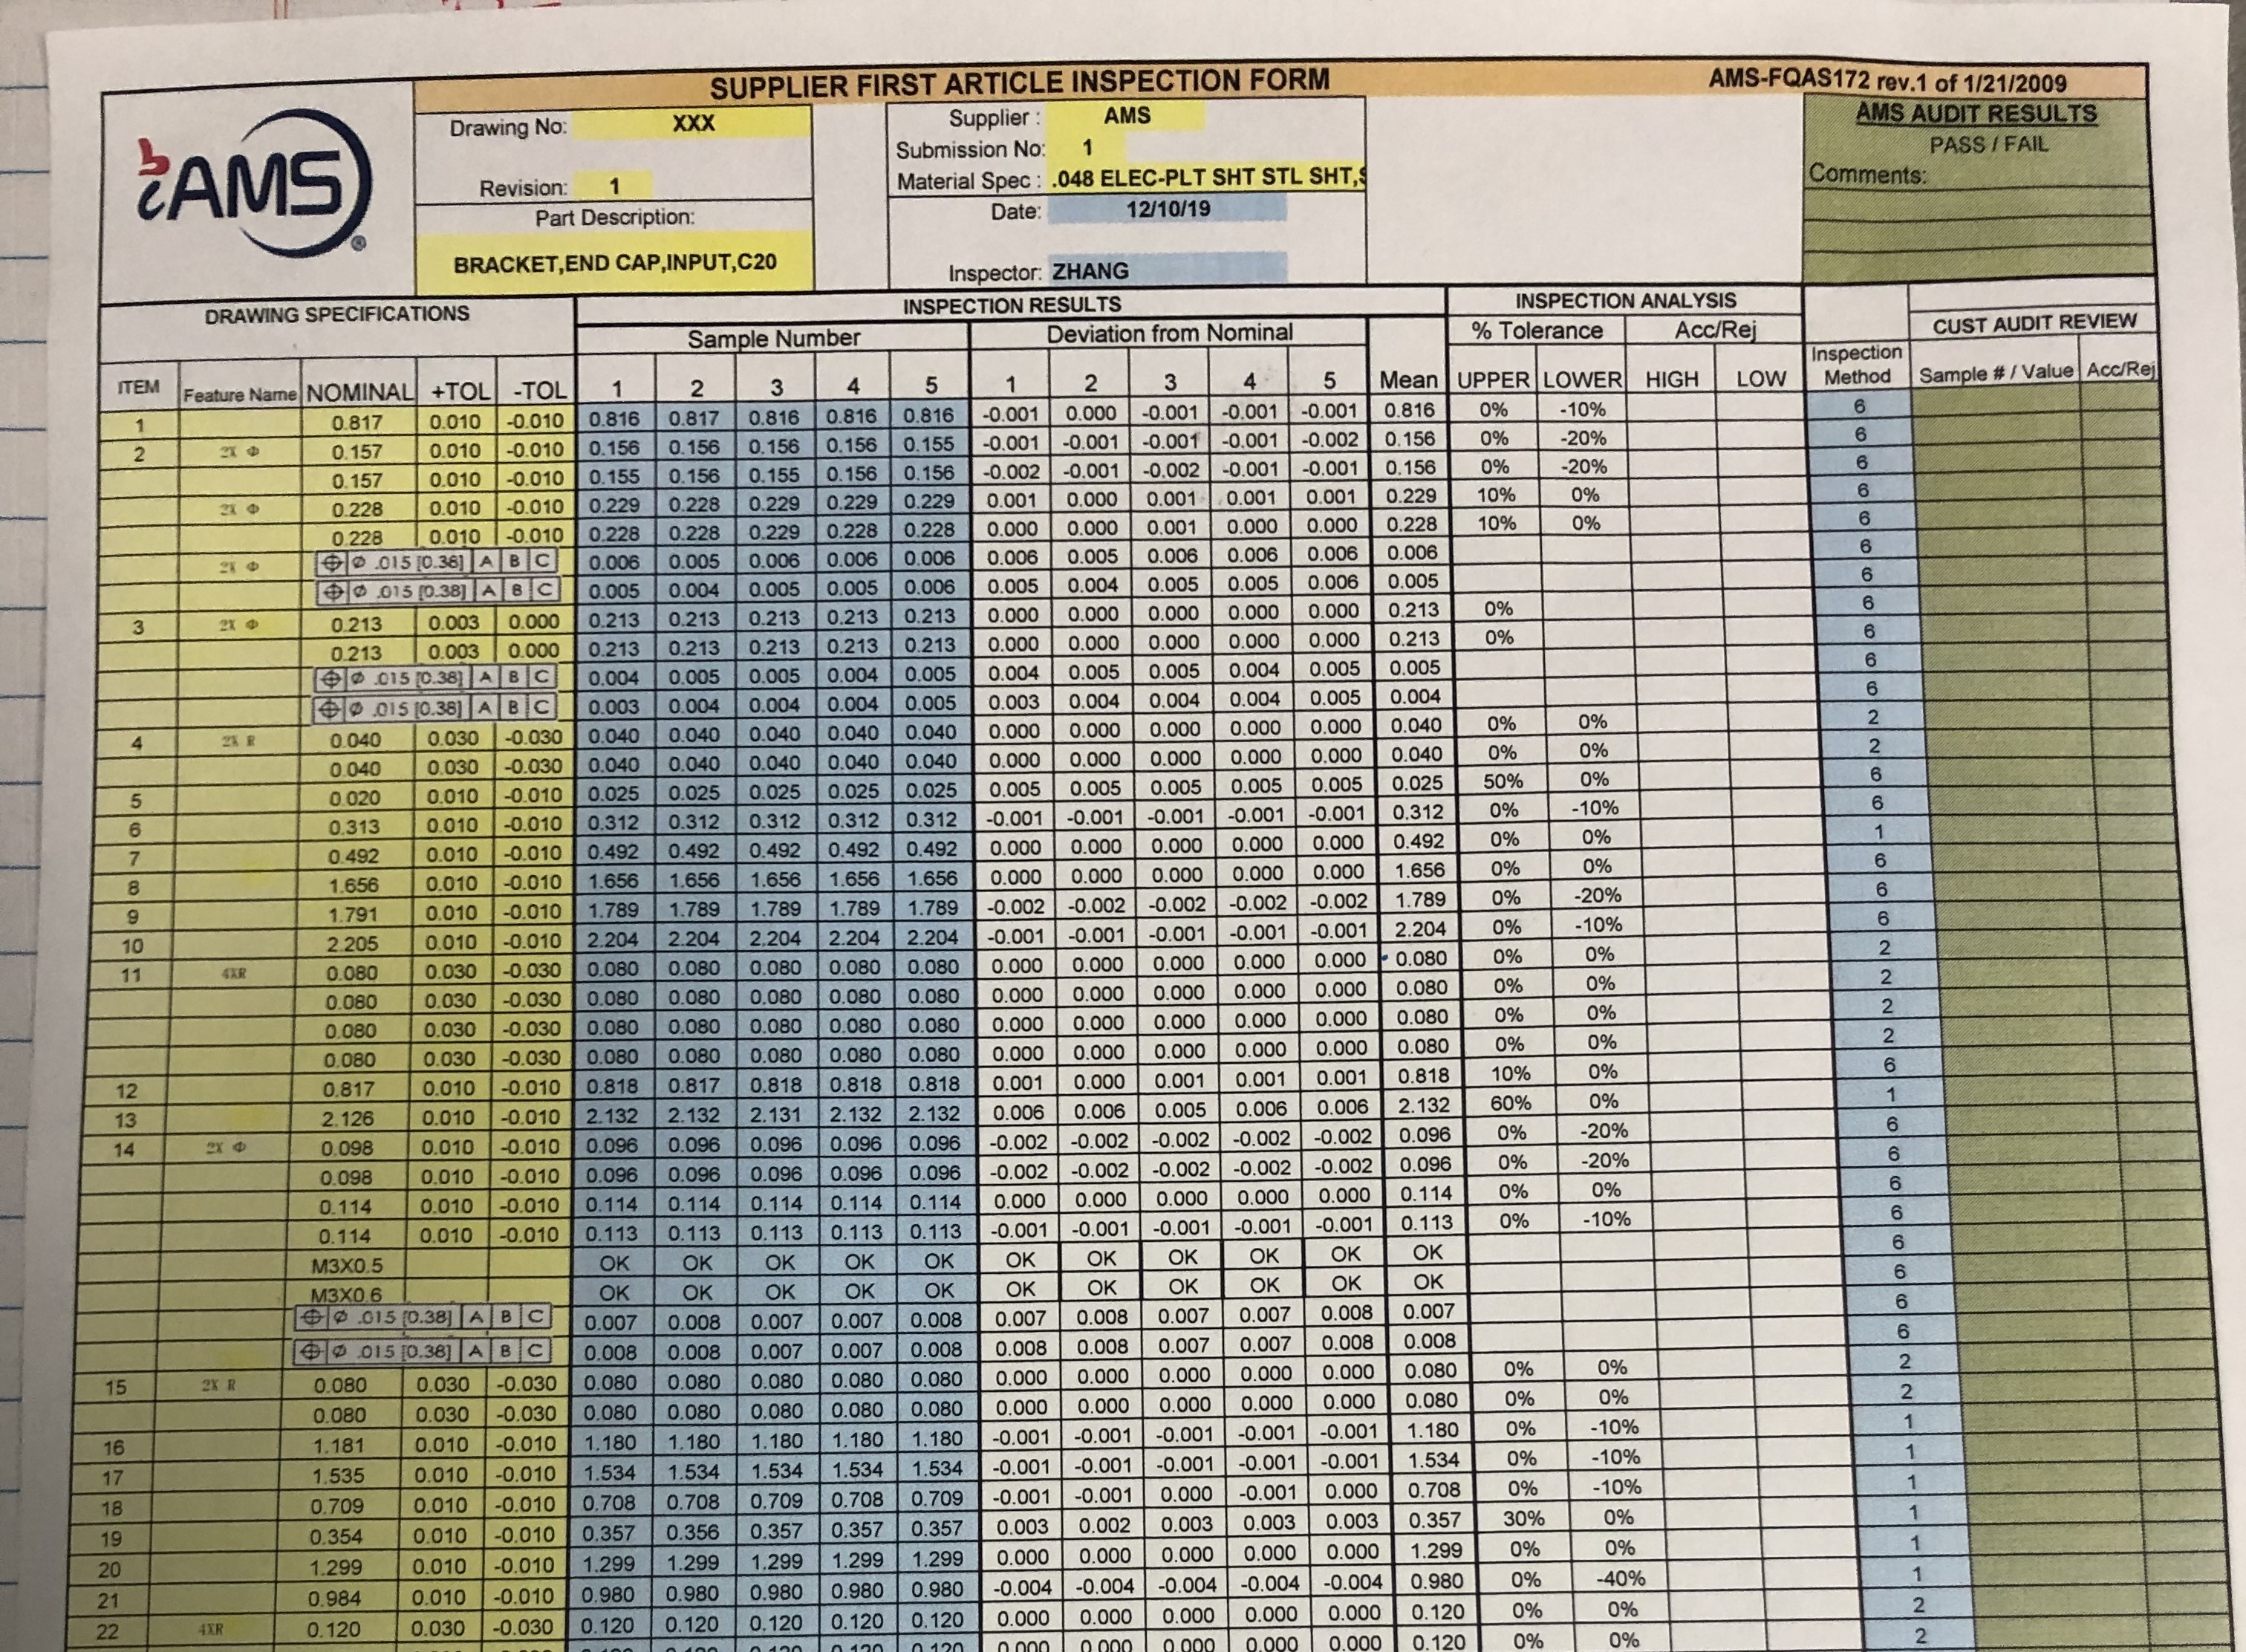 SUPPLIER FIRST ARTICLE INSPECTION FORM AMS-FQAS172 rev.1 of 1/21/2009
AMS®
Drawing No: XXX
Revision: 1
Part Description:
BRACKET,END CAP,INPUT,C20
Supplier : AMS
Submission No: 1
Material Spec : .048 ELEC-PLT SHT STL SHT,S
Date: 12/10/19
Inspector: ZHANG
AMS AUDIT RESULTS
PASS / FAIL
Comments:
DRAWING SPECIFICATIONS INSPECTION RESULTS INSPECTION ANALYSIS
Sample Number Deviation from Nominal % Tolerance Acc/Rej CUST AUDIT REVIEW
ITEM Feature Name NOMINAL +TOL -TOL 1 2 3 4 5 1 2 3 4 5 Mean UPPER LOWER HIGH LOW Inspection Method Sample # / Value Acc/Rej
1 0.817 0.010 -0.010 0.816 0.817 0.816 0.816 0.816 -0.001 0.000 -0.001 -0.001 -0.001 0.816 0% -10% 6
2 2X Φ 0.157 0.010 -0.010 0.156 0.156 0.156 0.156 0.155 -0.001 -0.001 -0.001 -0.001 -0.002 0.156 0% -20% 6
0.157 0.010 -0.010 0.155 0.156 0.155 0.156 0.156 -0.002 -0.001 -0.002 -0.001 -0.001 0.156 0% -20% 6
2X Φ 0.228 0.010 -0.010 0.229 0.228 0.229 0.229 0.229 0.001 0.000 0.001 0.001 0.001 0.229 10% 0% 6
0.228 0.010 -0.010 0.228 0.228 0.229 0.228 0.228 0.000 0.000 0.001 0.000 0.000 0.228 10% 0% 6
2X Φ ⌖ Ø .015 [0.38] A B C 0.006 0.005 0.006 0.006 0.006 0.006 0.005 0.006 0.006 0.006 0.006 6
⌖ Ø .015 [0.38] A B C 0.005 0.004 0.005 0.005 0.006 0.005 0.004 0.005 0.005 0.006 0.005 6
3 2X Φ 0.213 0.003 0.000 0.213 0.213 0.213 0.213 0.213 0.000 0.000 0.000 0.000 0.000 0.213 0% 6
0.213 0.003 0.000 0.213 0.213 0.213 0.213 0.213 0.000 0.000 0.000 0.000 0.000 0.213 0% 6
⌖ Ø .015 [0.38] A B C 0.004 0.005 0.005 0.004 0.005 0.004 0.005 0.005 0.004 0.005 0.005 6
⌖ Ø .015 [0.38] A B C 0.003 0.004 0.004 0.004 0.005 0.003 0.004 0.004 0.004 0.005 0.004 6
4 2X R 0.040 0.030 -0.030 0.040 0.040 0.040 0.040 0.040 0.000 0.000 0.000 0.000 0.000 0.040 0% 0% 2
0.040 0.030 -0.030 0.040 0.040 0.040 0.040 0.040 0.000 0.000 0.000 0.000 0.000 0.040 0% 0% 2
5 0.020 0.010 -0.010 0.025 0.025 0.025 0.025 0.025 0.005 0.005 0.005 0.005 0.005 0.025 50% 0% 6
6 0.313 0.010 -0.010 0.312 0.312 0.312 0.312 0.312 -0.001 -0.001 -0.001 -0.001 -0.001 0.312 0% -10% 6
7 0.492 0.010 -0.010 0.492 0.492 0.492 0.492 0.492 0.000 0.000 0.000 0.000 0.000 0.492 0% 0% 1
8 1.656 0.010 -0.010 1.656 1.656 1.656 1.656 1.656 0.000 0.000 0.000 0.000 0.000 1.656 0% 0% 6
9 1.791 0.010 -0.010 1.789 1.789 1.789 1.789 1.789 -0.002 -0.002 -0.002 -0.002 -0.002 1.789 0% -20% 6
10 2.205 0.010 -0.010 2.204 2.204 2.204 2.204 2.204 -0.001 -0.001 -0.001 -0.001 -0.001 2.204 0% -10% 6
11 4XR 0.080 0.030 -0.030 0.080 0.080 0.080 0.080 0.080 0.000 0.000 0.000 0.000 0.000 0.080 0% 0% 2
0.080 0.030 -0.030 0.080 0.080 0.080 0.080 0.080 0.000 0.000 0.000 0.000 0.000 0.080 0% 0% 2
0.080 0.030 -0.030 0.080 0.080 0.080 0.080 0.080 0.000 0.000 0.000 0.000 0.000 0.080 0% 0% 2
0.080 0.030 -0.030 0.080 0.080 0.080 0.080 0.080 0.000 0.000 0.000 0.000 0.000 0.080 0% 0% 2
12 0.817 0.010 -0.010 0.818 0.817 0.818 0.818 0.818 0.001 0.000 0.001 0.001 0.001 0.818 10% 0% 6
13 2.126 0.010 -0.010 2.132 2.132 2.131 2.132 2.132 0.006 0.006 0.005 0.006 0.006 2.132 60% 0% 1
14 2X Φ 0.098 0.010 -0.010 0.096 0.096 0.096 0.096 0.096 -0.002 -0.002 -0.002 -0.002 -0.002 0.096 0% -20% 6
0.098 0.010 -0.010 0.096 0.096 0.096 0.096 0.096 -0.002 -0.002 -0.002 -0.002 -0.002 0.096 0% -20% 6
0.114 0.010 -0.010 0.114 0.114 0.114 0.114 0.114 0.000 0.000 0.000 0.000 0.000 0.114 0% 0% 6
0.114 0.010 -0.010 0.113 0.113 0.113 0.113 0.113 -0.001 -0.001 -0.001 -0.001 -0.001 0.113 0% -10% 6
M3X0.5 OK OK OK OK OK OK OK OK OK OK OK 6
M3X0.6 OK OK OK OK OK OK OK OK OK OK OK 6
⌖ Ø .015 [0.38] A B C 0.007 0.008 0.007 0.007 0.008 0.007 0.008 0.007 0.007 0.008 0.007 6
⌖ Ø .015 [0.38] A B C 0.008 0.008 0.007 0.007 0.008 0.008 0.008 0.007 0.007 0.008 0.008 6
15 2X R 0.080 0.030 -0.030 0.080 0.080 0.080 0.080 0.080 0.000 0.000 0.000 0.000 0.000 0.080 0% 0% 2
0.080 0.030 -0.030 0.080 0.080 0.080 0.080 0.080 0.000 0.000 0.000 0.000 0.000 0.080 0% 0% 2
16 1.181 0.010 -0.010 1.180 1.180 1.180 1.180 1.180 -0.001 -0.001 -0.001 -0.001 -0.001 1.180 0% -10% 1
17 1.535 0.010 -0.010 1.534 1.534 1.534 1.534 1.534 -0.001 -0.001 -0.001 -0.001 -0.001 1.534 0% -10% 1
18 0.709 0.010 -0.010 0.708 0.708 0.709 0.708 0.709 -0.001 -0.001 0.000 -0.001 0.000 0.708 0% -10% 1
19 0.354 0.010 -0.010 0.357 0.356 0.357 0.357 0.357 0.003 0.002 0.003 0.003 0.003 0.357 30% 0% 1
20 1.299 0.010 -0.010 1.299 1.299 1.299 1.299 1.299 0.000 0.000 0.000 0.000 0.000 1.299 0% 0% 1
21 0.984 0.010 -0.010 0.980 0.980 0.980 0.980 0.980 -0.004 -0.004 -0.004 -0.004 -0.004 0.980 0% -40% 1
22 4XR 0.120 0.030 -0.030 0.120 0.120 0.120 0.120 0.120 0.000 0.000 0.000 0.000 0.000 0.120 0% 0% 2
0.120 0.120 0.120 0.120 0.120 0.000 0.000 0.000 0.000 0.000 0.120 0% 0% 2